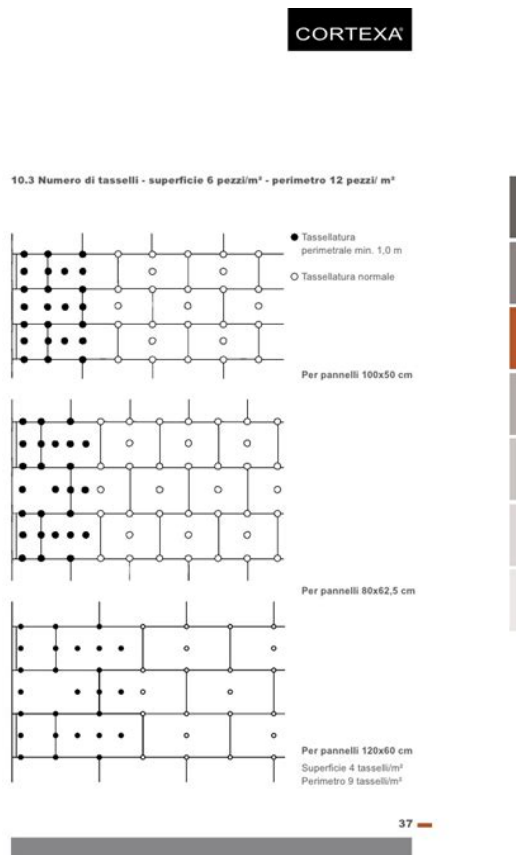 CORTEXA®
10.3 Numero di tasselli - superficie 6 pezzi/m² - perimetro 12 pezzi/ m²
Tassellatura
perimetrale min. 1,0 m
Tassellatura normale
Per pannelli 100x50 cm
Per pannelli 80x62,5 cm
Per pannelli 120x60 cm
Superficie 4 tasselli/m²
Perimetro 9 tasselli/m²
37